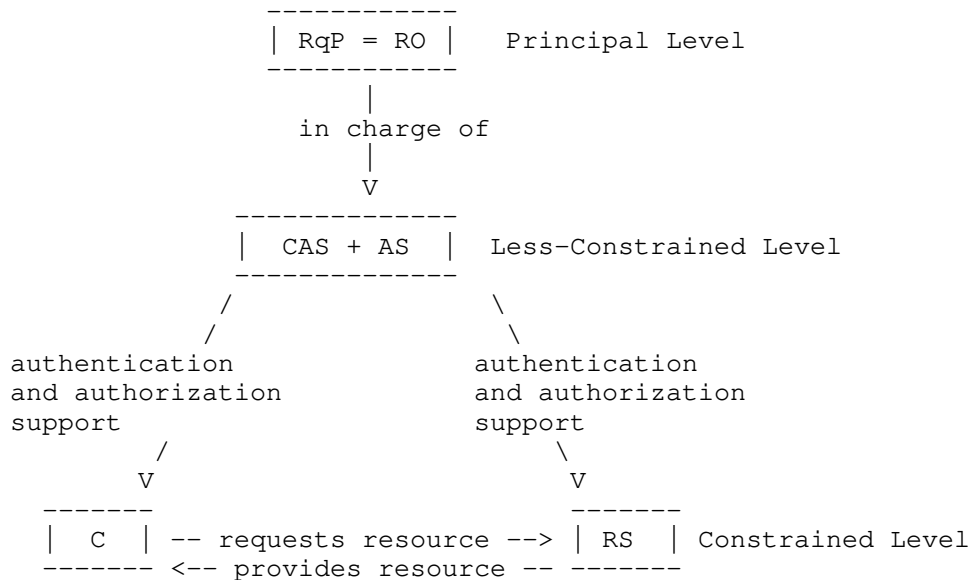 ------------
| RqP = RO |   Principal Level
------------
|
in charge of
|
V
--------------
|  CAS + AS  |  Less-Constrained Level
--------------
/ \
/ \
authentication authentication
and authorization and authorization
support support
/ \
V V
------- -------
|  C  | -- requests resource --> | RS  | Constrained Level
------- <-- provides resource -- -------